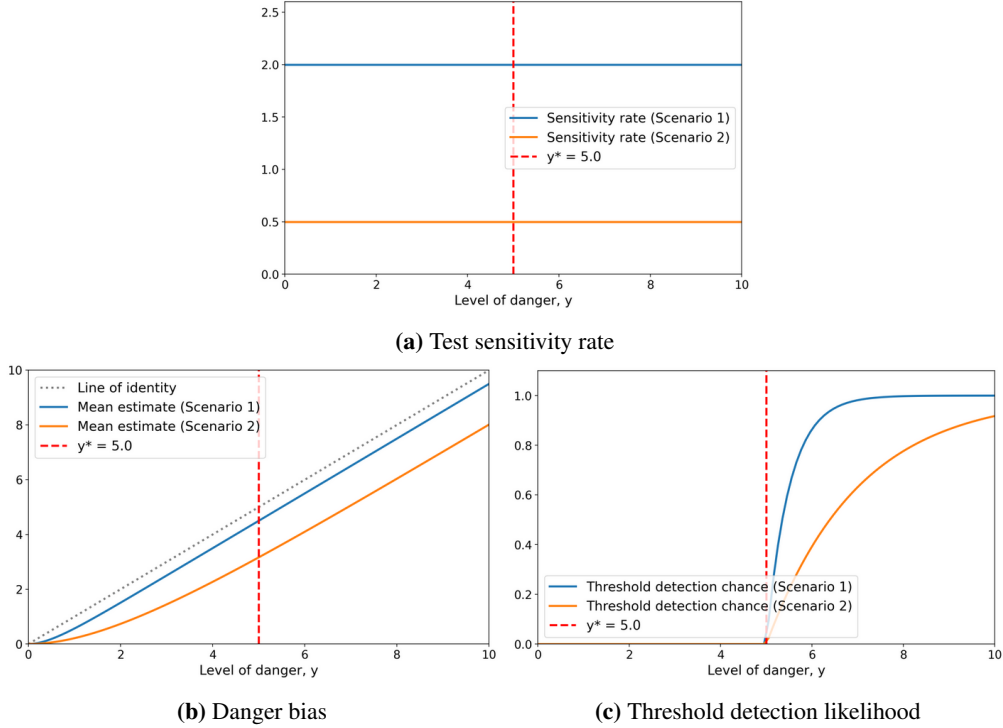 2.5
2.0
1.5
1.0
0.5
0.0
Sensitivity rate (Scenario 1)
Sensitivity rate (Scenario 2)
y* = 5.0
0 2 4 6 8 10
Level of danger, y
(a) Test sensitivity rate
10
8
6
4
2
0
Line of identity
Mean estimate (Scenario 1)
Mean estimate (Scenario 2)
y* = 5.0
0 2 4 6 8 10
Level of danger, y
(b) Danger bias
1.0
0.8
0.6
0.4
0.2
0.0
Threshold detection chance (Scenario 1)
Threshold detection chance (Scenario 2)
y* = 5.0
0 2 4 6 8 10
Level of danger, y
(c) Threshold detection likelihood